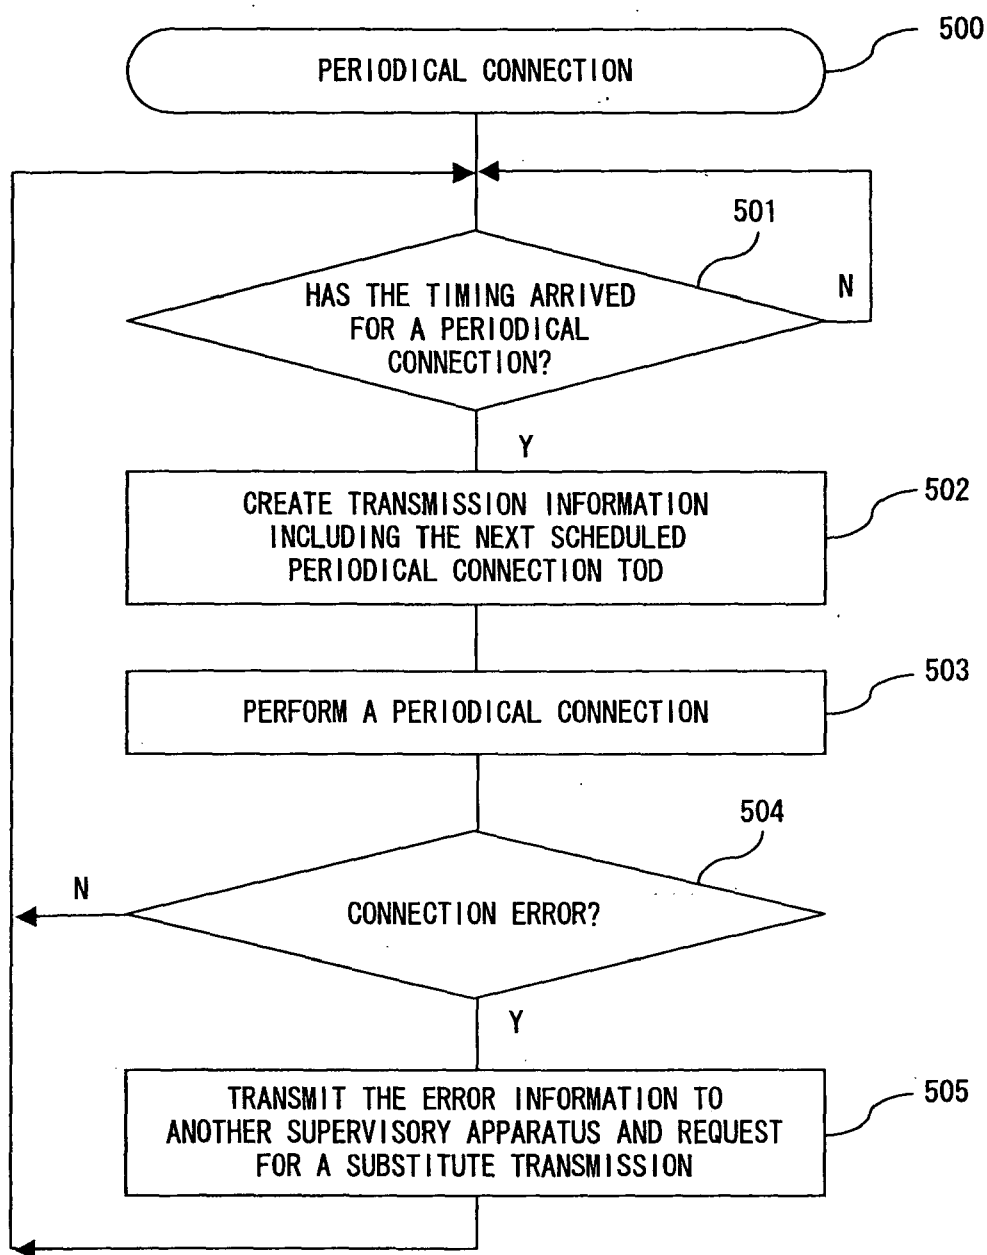 500
PERIODICAL CONNECTION
501
HAS THE TIMING ARRIVED
FOR A PERIODICAL
CONNECTION?
N
Y
502
CREATE TRANSMISSION INFORMATION
INCLUDING THE NEXT SCHEDULED
PERIODICAL CONNECTION TOD
503
PERFORM A PERIODICAL CONNECTION
504
N
CONNECTION ERROR?
Y
505
TRANSMIT THE ERROR INFORMATION TO
ANOTHER SUPERVISORY APPARATUS AND REQUEST
FOR A SUBSTITUTE TRANSMISSION